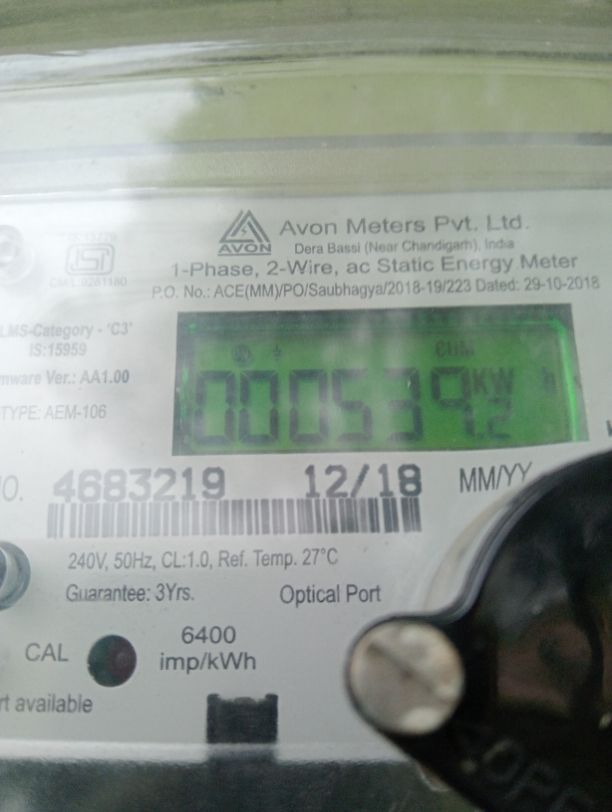 Avon Meters Pvt. Ltd.
AVON
Dera Bassi (Near Chandigarh), India
1-Phase, 2-Wire, ac Static Energy Meter
P.O. No.: ACE(MM)/PO/Saubhagya/2018-19/223 Dated: 29-10-2018
LMS-Category - 'C3'
IS:15959
mware Ver.: AA1.00
TYPE: AEM-106
CUM
000539.2 KW h
O. 4683219 12/18 MM/YY
240V, 50Hz, CL:1.0, Ref. Temp. 27°C
Guarantee: 3Yrs. Optical Port
CAL 6400
imp/kWh
rt available